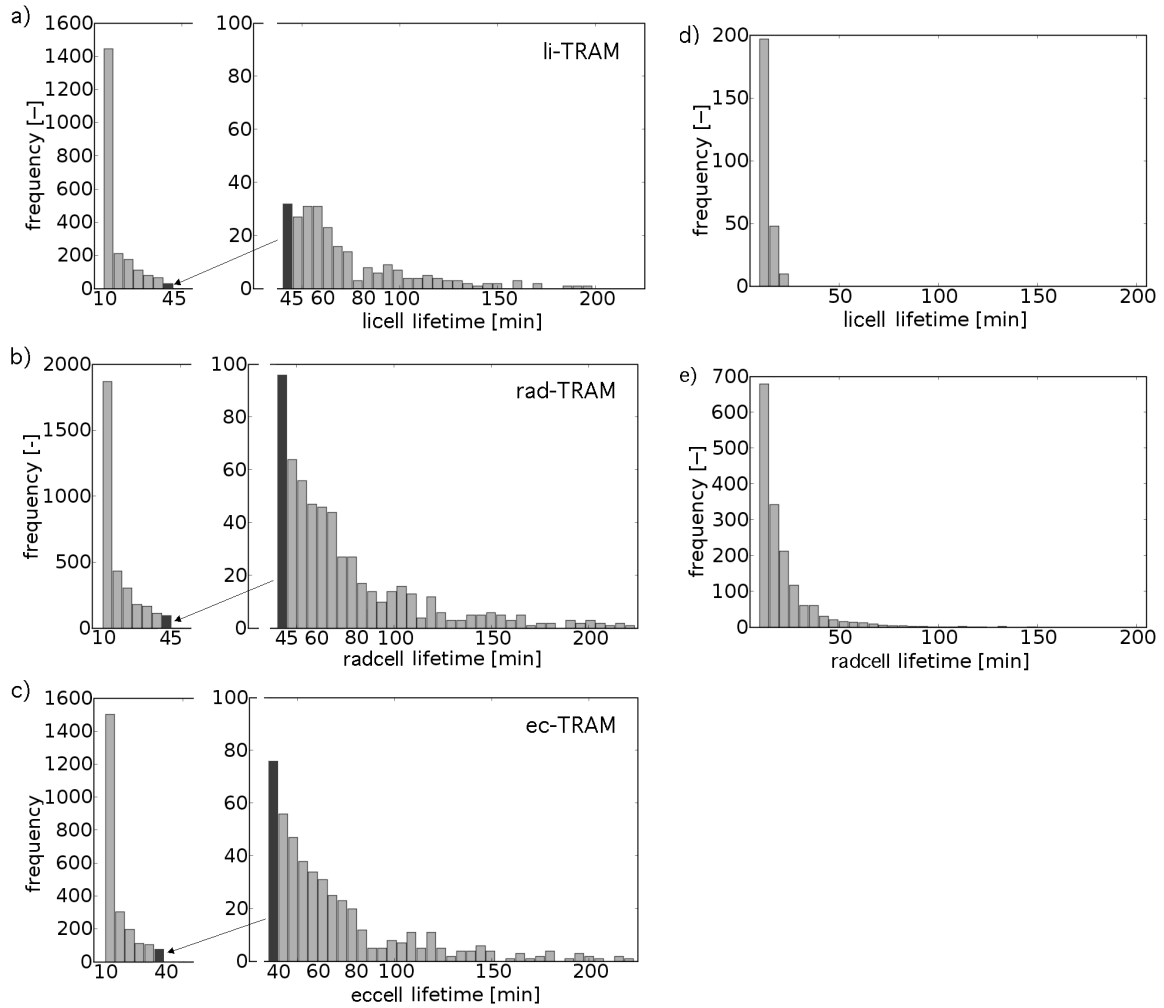 a)
1600
1400
1200
1000
800
600
400
200
0
frequency [−]
10
45
100
80
60
40
20
0
li-TRAM
45 60 80 100 150 200
licell lifetime [min]
d)
200
150
100
50
0
frequency [−]
50 100 150 200
licell lifetime [min]
b)
2000
1500
1000
500
0
frequency [-]
10
45
100
80
60
40
20
0
rad-TRAM
45 60 80 100 150 200
radcell lifetime [min]
e)
700
600
500
400
300
200
100
0
frequency [−]
50 100 150 200
radcell lifetime [min]
c)
1600
1400
1200
1000
800
600
400
200
0
frequency
10
40
100
80
60
40
20
0
ec-TRAM
40 60 80 100 150 200
eccell lifetime [min]